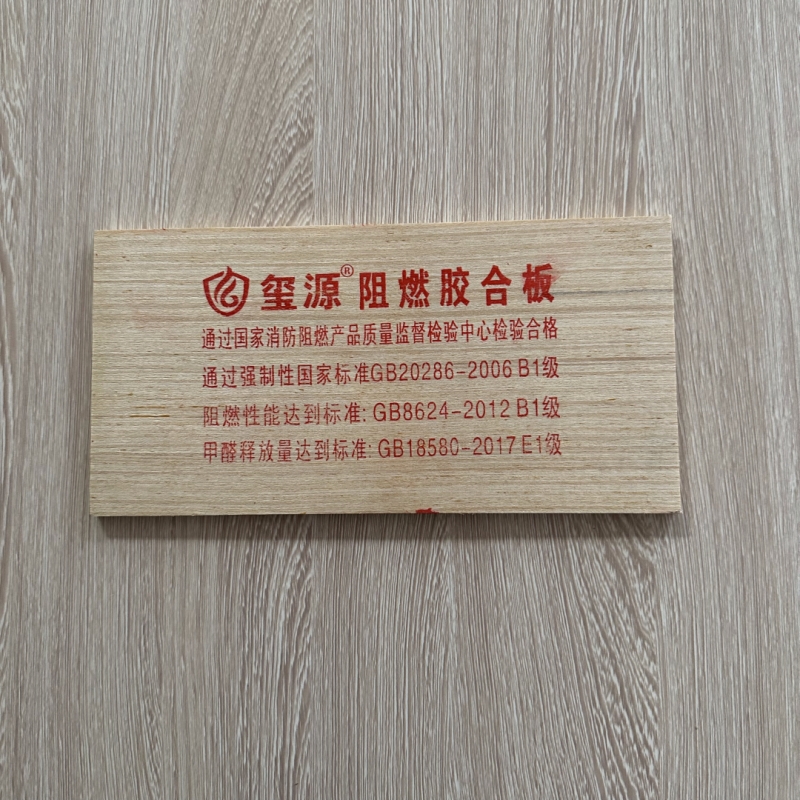 玺源® 阻燃胶合板
通过国家消防阻燃产品质量监督检验中心检验合格
通过强制性国家标准GB20286-2006 B1级
阻燃性能达到标准: GB8624-2012 B1级
甲醛释放量达到标准: GB18580-2017 E1级